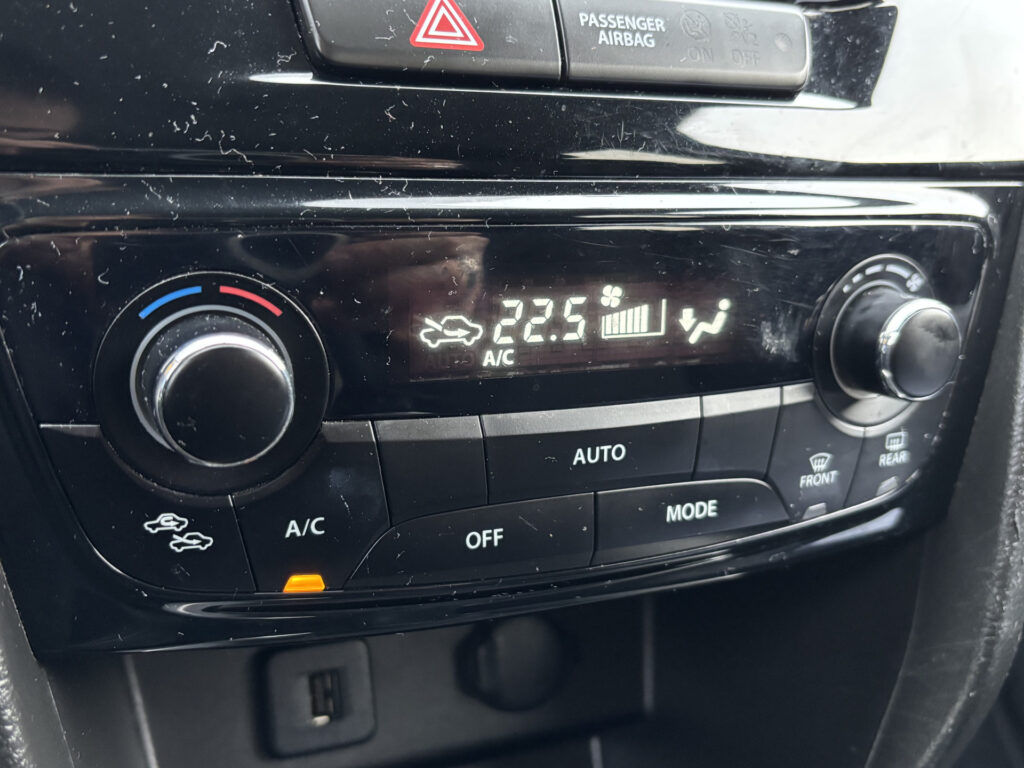 PASSENGER
AIRBAG
ON OFF
22.5
A/C
AUTO
FRONT
REAR
A/C
OFF
MODE